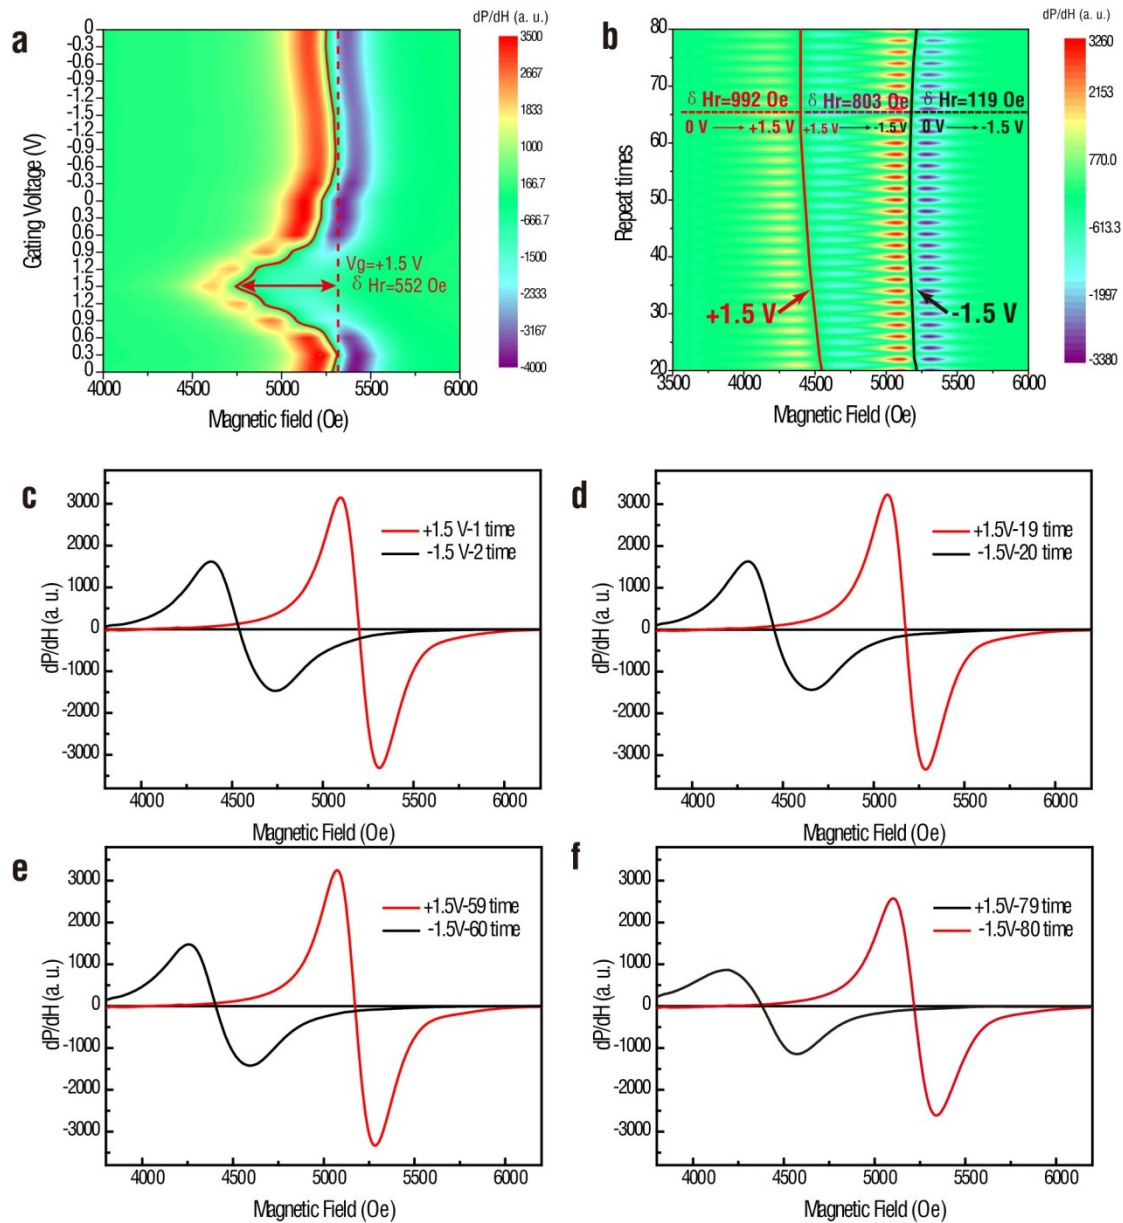 a
dP/dH (a. u.)
0
-0.3
-0.6
-0.9
-1.2
-1.5
-1.2
-0.9
-0.6
-0.3
0
0.3
0.6
0.9
1.2
1.5
1.2
0.9
0.6
0.3
0
Gating Voltage (V)
Vg=+1.5 V
δ Hr=552 Oe
4000 4500 5000 5500 6000
Magnetic field (Oe)
3500
2667
1833
1000
166.7
-666.7
-1500
-2333
-3167
-4000
b
dP/dH (a. u.)
80
70
60
50
40
30
20
Repeat times
δ Hr=992 Oe δ Hr=803 Oe δ Hr=119 Oe
0 V → +1.5 V +1.5 V → -1.5 V 0 V → -1.5 V
+1.5 V
-1.5 V
3500 4000 4500 5000 5500 6000
Magnetic Field (Oe)
3260
2153
770.0
-613.3
-1997
-3380
c
3000
2000
1000
0
-1000
-2000
-3000
dP/dH (a. u.)
+1.5 V-1 time
-1.5 V-2 time
4000 4500 5000 5500 6000
Magnetic Field (Oe)
d
3000
2000
1000
0
-1000
-2000
-3000
dP/dH (a. u.)
+1.5V-19 time
-1.5V-20 time
4000 4500 5000 5500 6000
Magnetic Field (Oe)
e
3000
2000
1000
0
-1000
-2000
-3000
dP/dH (a. u.)
+1.5V-59 time
-1.5V-60 time
4000 4500 5000 5500 6000
Magnetic Field (Oe)
f
3000
2000
1000
0
-1000
-2000
-3000
dP/dH (a. u.)
+1.5V-79 time
-1.5V-80 time
4000 4500 5000 5500 6000
Magnetic Field (Oe)